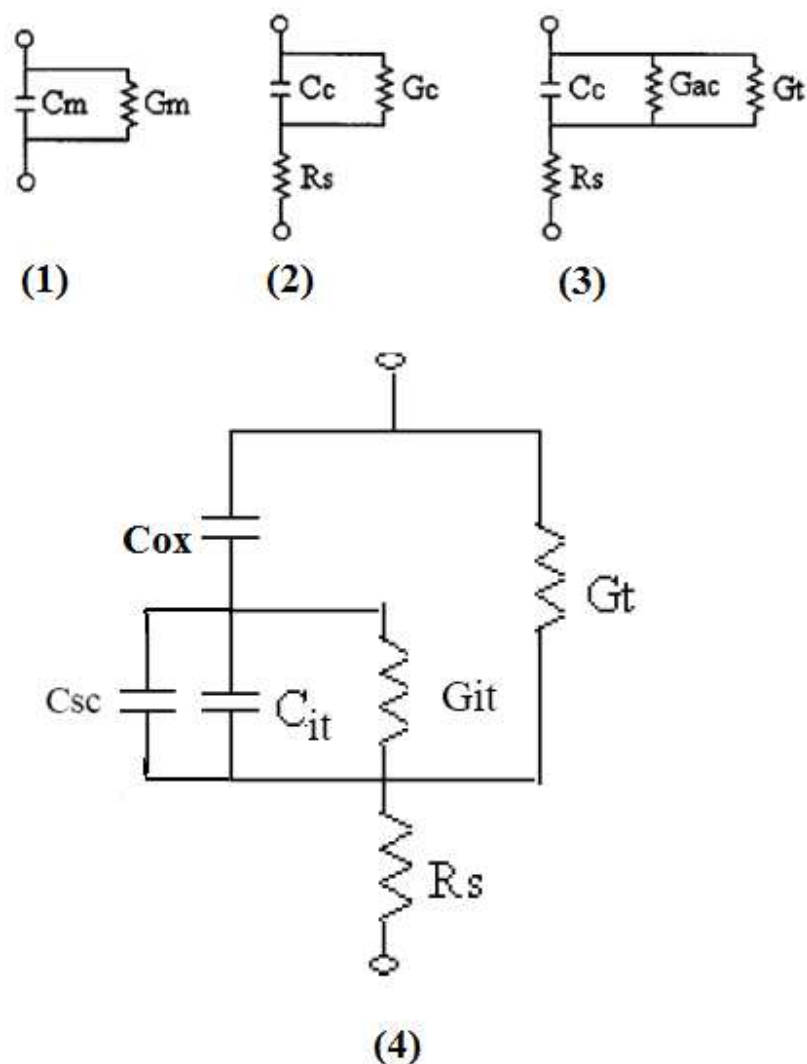 Cm Gm
Cc Gc
Rs
Cc Gac Gt
Rs
(1) (2) (3)
Cox
Gt
Csc Cit Git
Rs
(4)